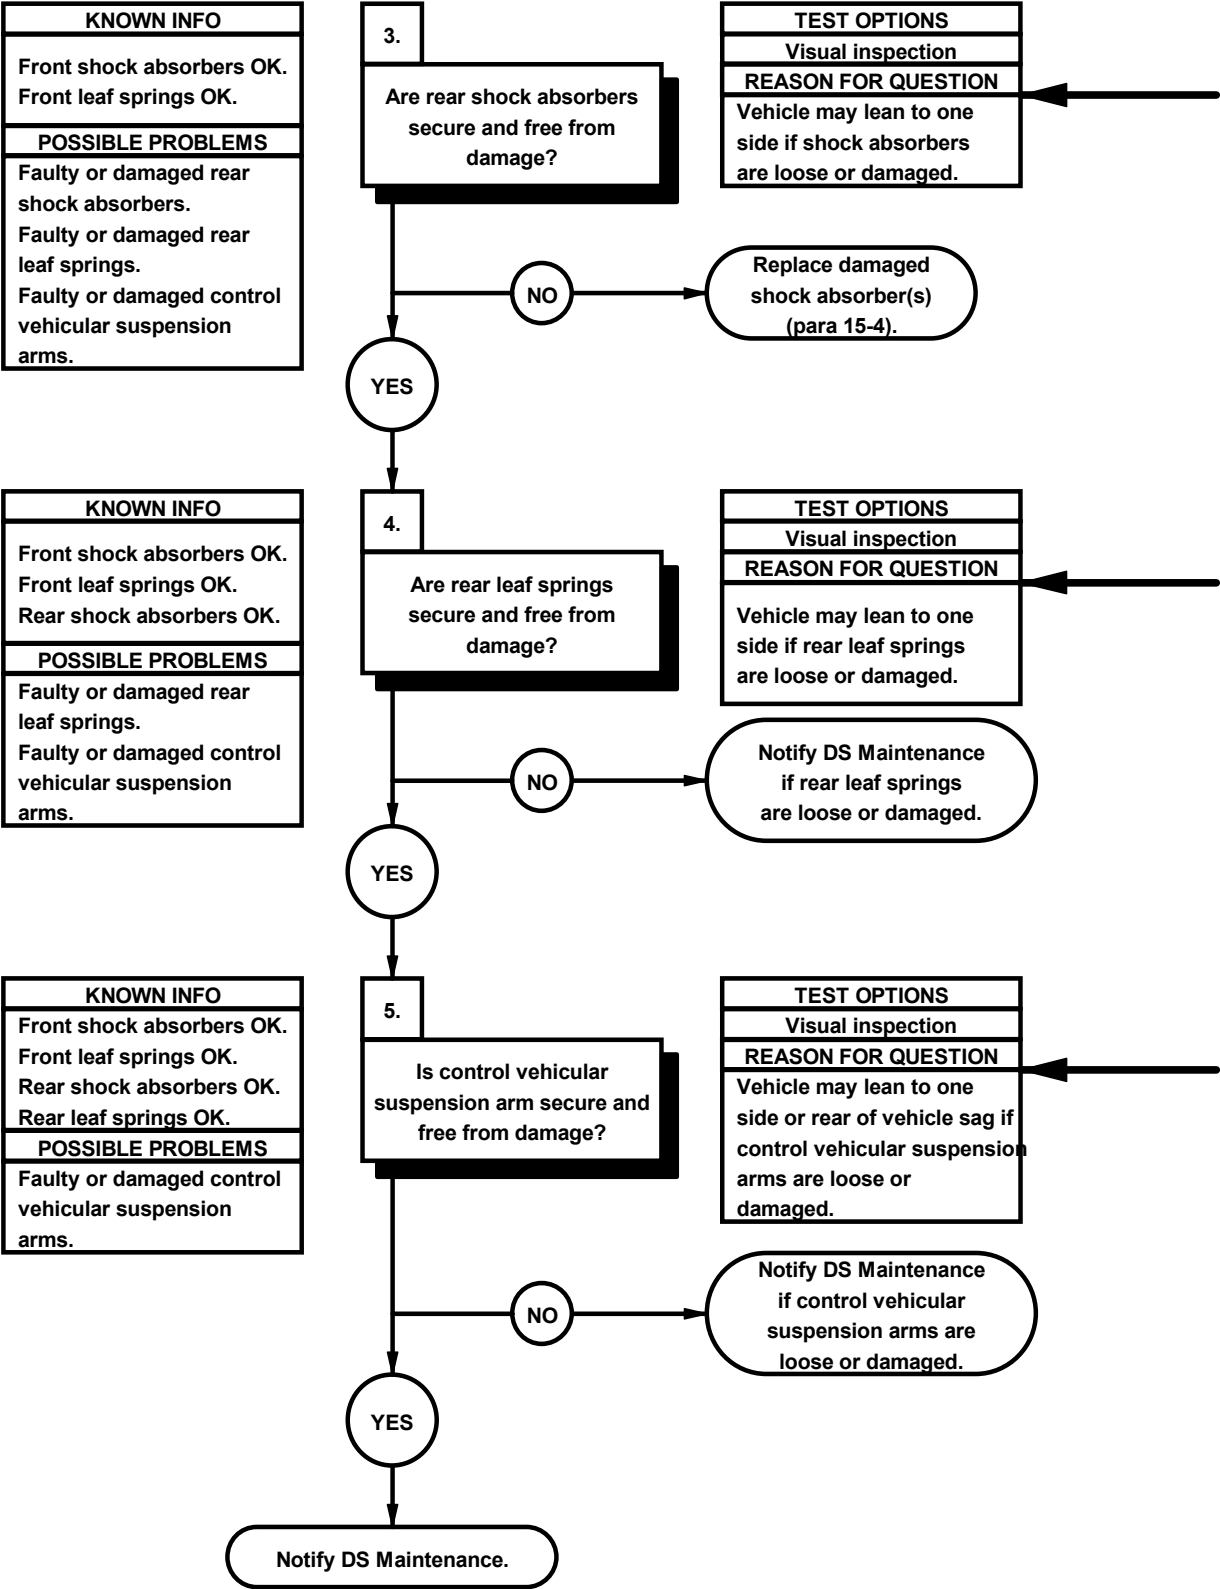 KNOWN INFO
Front shock absorbers OK.
Front leaf springs OK.
POSSIBLE PROBLEMS
Faulty or damaged rear
shock absorbers.
Faulty or damaged rear
leaf springs.
Faulty or damaged control
vehicular suspension
arms.
3.
Are rear shock absorbers
secure and free from
damage?
TEST OPTIONS
Visual inspection
REASON FOR QUESTION
Vehicle may lean to one
side if shock absorbers
are loose or damaged.
NO
Replace damaged
shock absorber(s)
(para 15-4).
YES
KNOWN INFO
Front shock absorbers OK.
Front leaf springs OK.
Rear shock absorbers OK.
POSSIBLE PROBLEMS
Faulty or damaged rear
leaf springs.
Faulty or damaged control
vehicular suspension
arms.
4.
Are rear leaf springs
secure and free from
damage?
TEST OPTIONS
Visual inspection
REASON FOR QUESTION
Vehicle may lean to one
side if rear leaf springs
are loose or damaged.
NO
Notify DS Maintenance
if rear leaf springs
are loose or damaged.
YES
KNOWN INFO
Front shock absorbers OK.
Front leaf springs OK.
Rear shock absorbers OK.
Rear leaf springs OK.
POSSIBLE PROBLEMS
Faulty or damaged control
vehicular suspension
arms.
5.
Is control vehicular
suspension arm secure and
free from damage?
TEST OPTIONS
Visual inspection
REASON FOR QUESTION
Vehicle may lean to one
side or rear of vehicle sag if
control vehicular suspension
arms are loose or
damaged.
NO
Notify DS Maintenance
if control vehicular
suspension arms are
loose or damaged.
YES
Notify DS Maintenance.